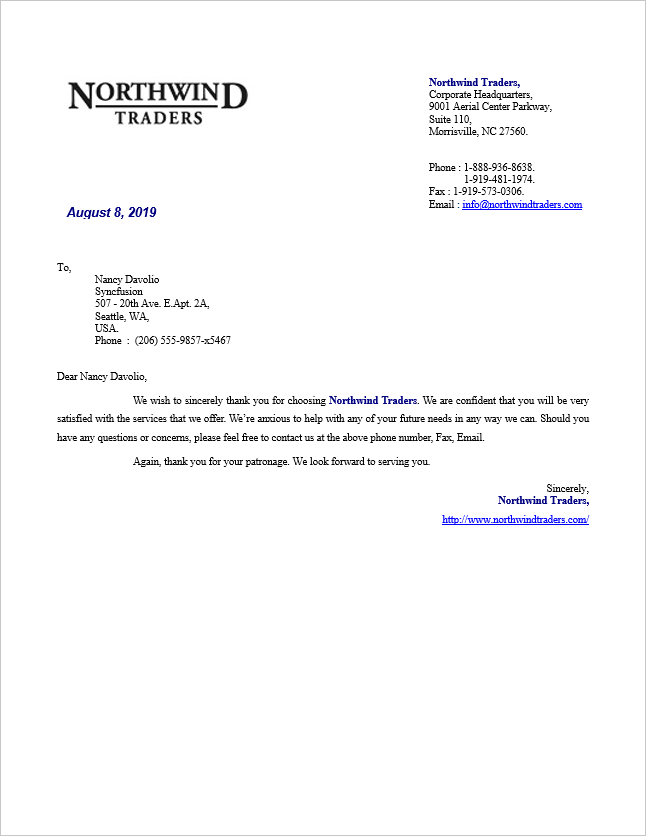 NORTHWIND
TRADERS
Northwind Traders,
Corporate Headquarters,
9001 Aerial Center Parkway,
Suite 110,
Morrisville, NC 27560.
Phone : 1-888-936-8638.
1-919-481-1974.
Fax : 1-919-573-0306.
Email : info@northwindtraders.com
August 8, 2019
To,
Nancy Davolio
Syncfusion
507 - 20th Ave. E.Apt. 2A,
Seattle, WA,
USA.
Phone : (206) 555-9857-x5467
Dear Nancy Davolio,
We wish to sincerely thank you for choosing Northwind Traders. We are confident that you will be very
satisfied with the services that we offer. We’re anxious to help with any of your future needs in any way we can. Should you
have any questions or concerns, please feel free to contact us at the above phone number, Fax, Email.
Again, thank you for your patronage. We look forward to serving you.
Sincerely,
Northwind Traders,
http://www.northwindtraders.com/